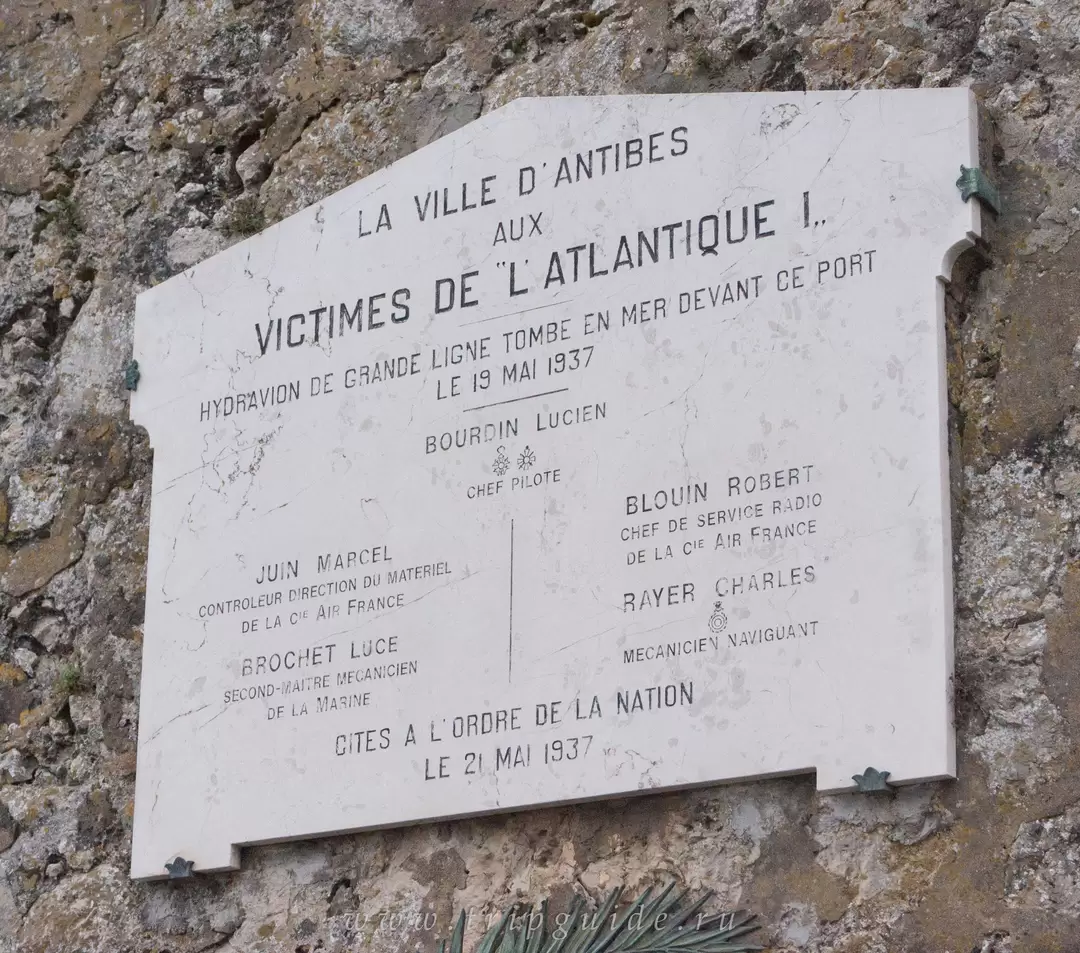 LA VILLE D'ANTIBES
AUX
VICTIMES DE "L'ATLANTIQUE I„
HYDRAVION DE GRANDE LIGNE TOMBE EN MER DEVANT CE PORT
LE 19 MAI 1937
BOURDIN LUCIEN
CHEF PILOTE
JUIN MARCEL
CONTROLEUR DIRECTION DU MATERIEL
DE LA CIE AIR FRANCE
BROCHET LUCE
SECOND-MAITRE MECANICIEN
DE LA MARINE
BLOUIN ROBERT
CHEF DE SERVICE RADIO
DE LA CIE AIR FRANCE
RAYER CHARLES
MECANICIEN NAVIGUANT
CITES A L'ORDRE DE LA NATION
LE 21 MAI 1937
www.tripguide.ru